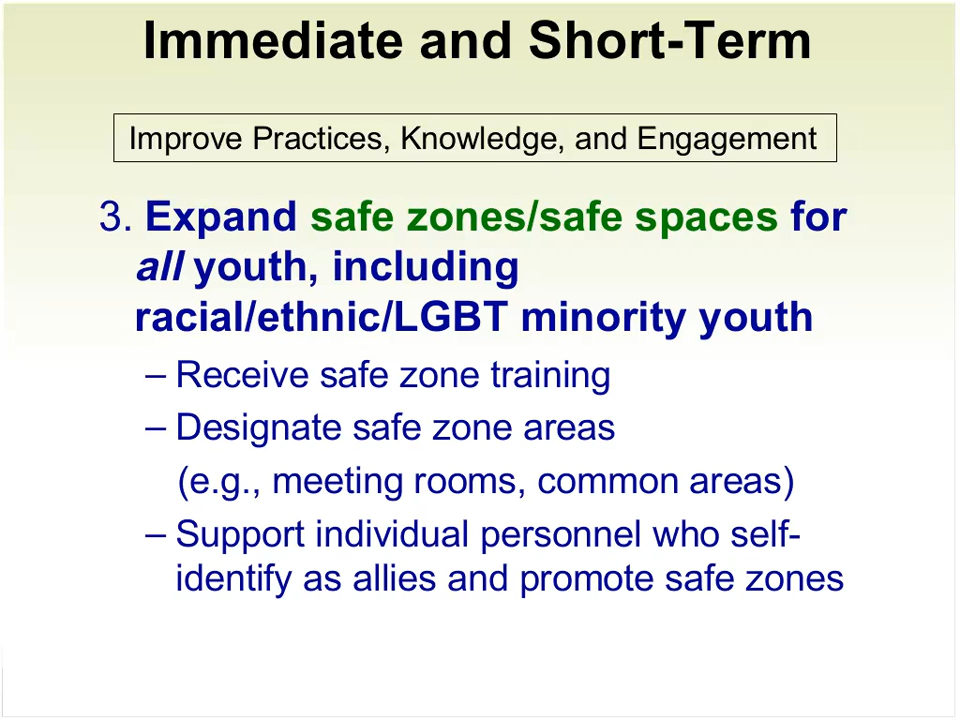 Immediate and Short-Term
Improve Practices, Knowledge, and Engagement
3. Expand safe zones/safe spaces for
all youth, including
racial/ethnic/LGBT minority youth
– Receive safe zone training
– Designate safe zone areas
(e.g., meeting rooms, common areas)
– Support individual personnel who self-
identify as allies and promote safe zones